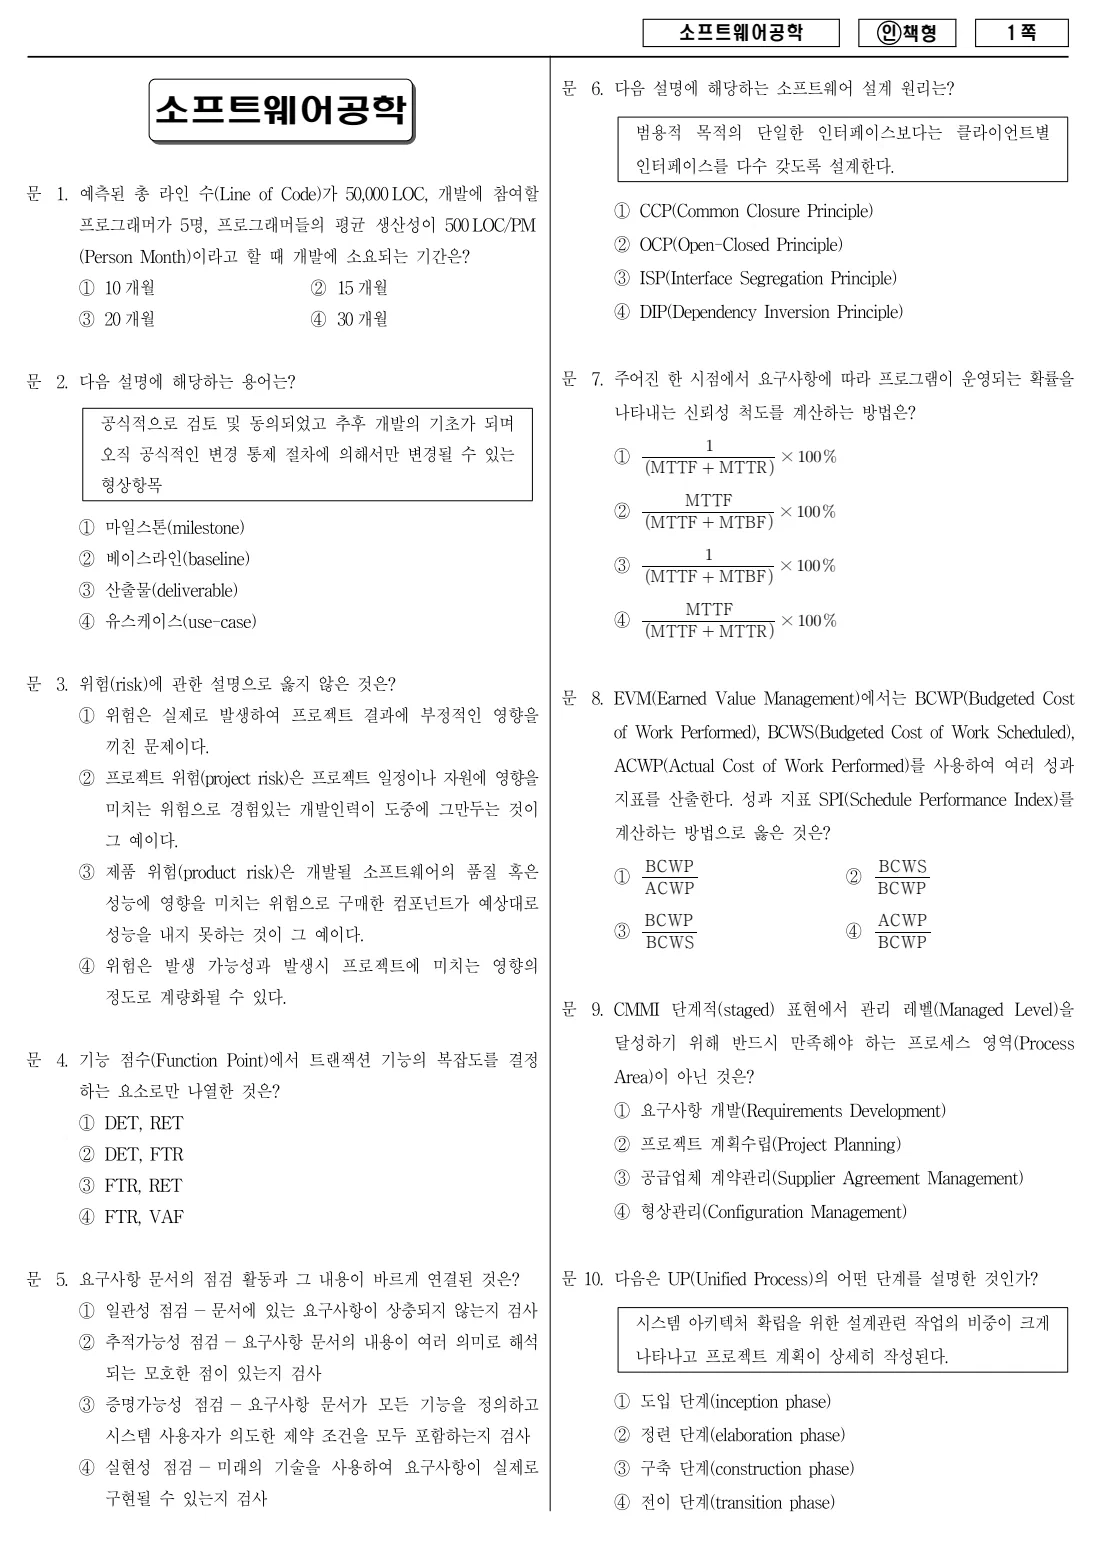 소프트웨어공학
㉑책형
1 쪽
소프트웨어공학
문 1. 예측된 총 라인 수(Line of Code)가 50,000 LOC, 개발에 참여할
프로그래머가 5명, 프로그래머들의 평균 생산성이 500 LOC/PM
(Person Month)이라고 할 때 개발에 소요되는 기간은?
① 10 개월 ② 15 개월
③ 20 개월 ④ 30 개월
문 2. 다음 설명에 해당하는 용어는?
공식적으로 검토 및 동의되었고 추후 개발의 기초가 되며
오직 공식적인 변경 통제 절차에 의해서만 변경될 수 있는
형상항목
① 마일스톤(milestone)
② 베이스라인(baseline)
③ 산출물(deliverable)
④ 유스케이스(use-case)
문 3. 위험(risk)에 관한 설명으로 옳지 않은 것은?
① 위험은 실제로 발생하여 프로젝트 결과에 부정적인 영향을
끼친 문제이다.
② 프로젝트 위험(project risk)은 프로젝트 일정이나 자원에 영향을
미치는 위험으로 경험있는 개발인력이 도중에 그만두는 것이
그 예이다.
③ 제품 위험(product risk)은 개발될 소프트웨어의 품질 혹은
성능에 영향을 미치는 위험으로 구매한 컴포넌트가 예상대로
성능을 내지 못하는 것이 그 예이다.
④ 위험은 발생 가능성과 발생시 프로젝트에 미치는 영향의
정도로 계량화될 수 있다.
문 4. 기능 점수(Function Point)에서 트랜잭션 기능의 복잡도를 결정
하는 요소로만 나열한 것은?
① DET, RET
② DET, FTR
③ FTR, RET
④ FTR, VAF
문 5. 요구사항 문서의 점검 활동과 그 내용이 바르게 연결된 것은?
① 일관성 점검 – 문서에 있는 요구사항이 상충되지 않는지 검사
② 추적가능성 점검 – 요구사항 문서의 내용이 여러 의미로 해석
되는 모호한 점이 있는지 검사
③ 증명가능성 점검 – 요구사항 문서가 모든 기능을 정의하고
시스템 사용자가 의도한 제약 조건을 모두 포함하는지 검사
④ 실현성 점검 – 미래의 기술을 사용하여 요구사항이 실제로
구현될 수 있는지 검사
문 6. 다음 설명에 해당하는 소프트웨어 설계 원리는?
범용적 목적의 단일한 인터페이스보다는 클라이언트별
인터페이스를 다수 갖도록 설계한다.
① CCP(Common Closure Principle)
② OCP(Open-Closed Principle)
③ ISP(Interface Segregation Principle)
④ DIP(Dependency Inversion Principle)
문 7. 주어진 한 시점에서 요구사항에 따라 프로그램이 운영되는 확률을
나타내는 신뢰성 척도를 계산하는 방법은?
① 1 / (MTTF + MTTR) × 100 %
② MTTF / (MTTF + MTBF) × 100 %
③ 1 / (MTTF + MTBF) × 100 %
④ MTTF / (MTTF + MTTR) × 100 %
문 8. EVM(Earned Value Management)에서는 BCWP(Budgeted Cost
of Work Performed), BCWS(Budgeted Cost of Work Scheduled),
ACWP(Actual Cost of Work Performed)를 사용하여 여러 성과
지표를 산출한다. 성과 지표 SPI(Schedule Performance Index)를
계산하는 방법으로 옳은 것은?
① BCWP / ACWP ② BCWS / BCWP
③ BCWP / BCWS ④ ACWP / BCWP
문 9. CMMI 단계적(staged) 표현에서 관리 레벨(Managed Level)을
달성하기 위해 반드시 만족해야 하는 프로세스 영역(Process
Area)이 아닌 것은?
① 요구사항 개발(Requirements Development)
② 프로젝트 계획수립(Project Planning)
③ 공급업체 계약관리(Supplier Agreement Management)
④ 형상관리(Configuration Management)
문 10. 다음은 UP(Unified Process)의 어떤 단계를 설명한 것인가?
시스템 아키텍처 확립을 위한 설계관련 작업의 비중이 크게
나타나고 프로젝트 계획이 상세히 작성된다.
① 도입 단계(inception phase)
② 정련 단계(elaboration phase)
③ 구축 단계(construction phase)
④ 전이 단계(transition phase)